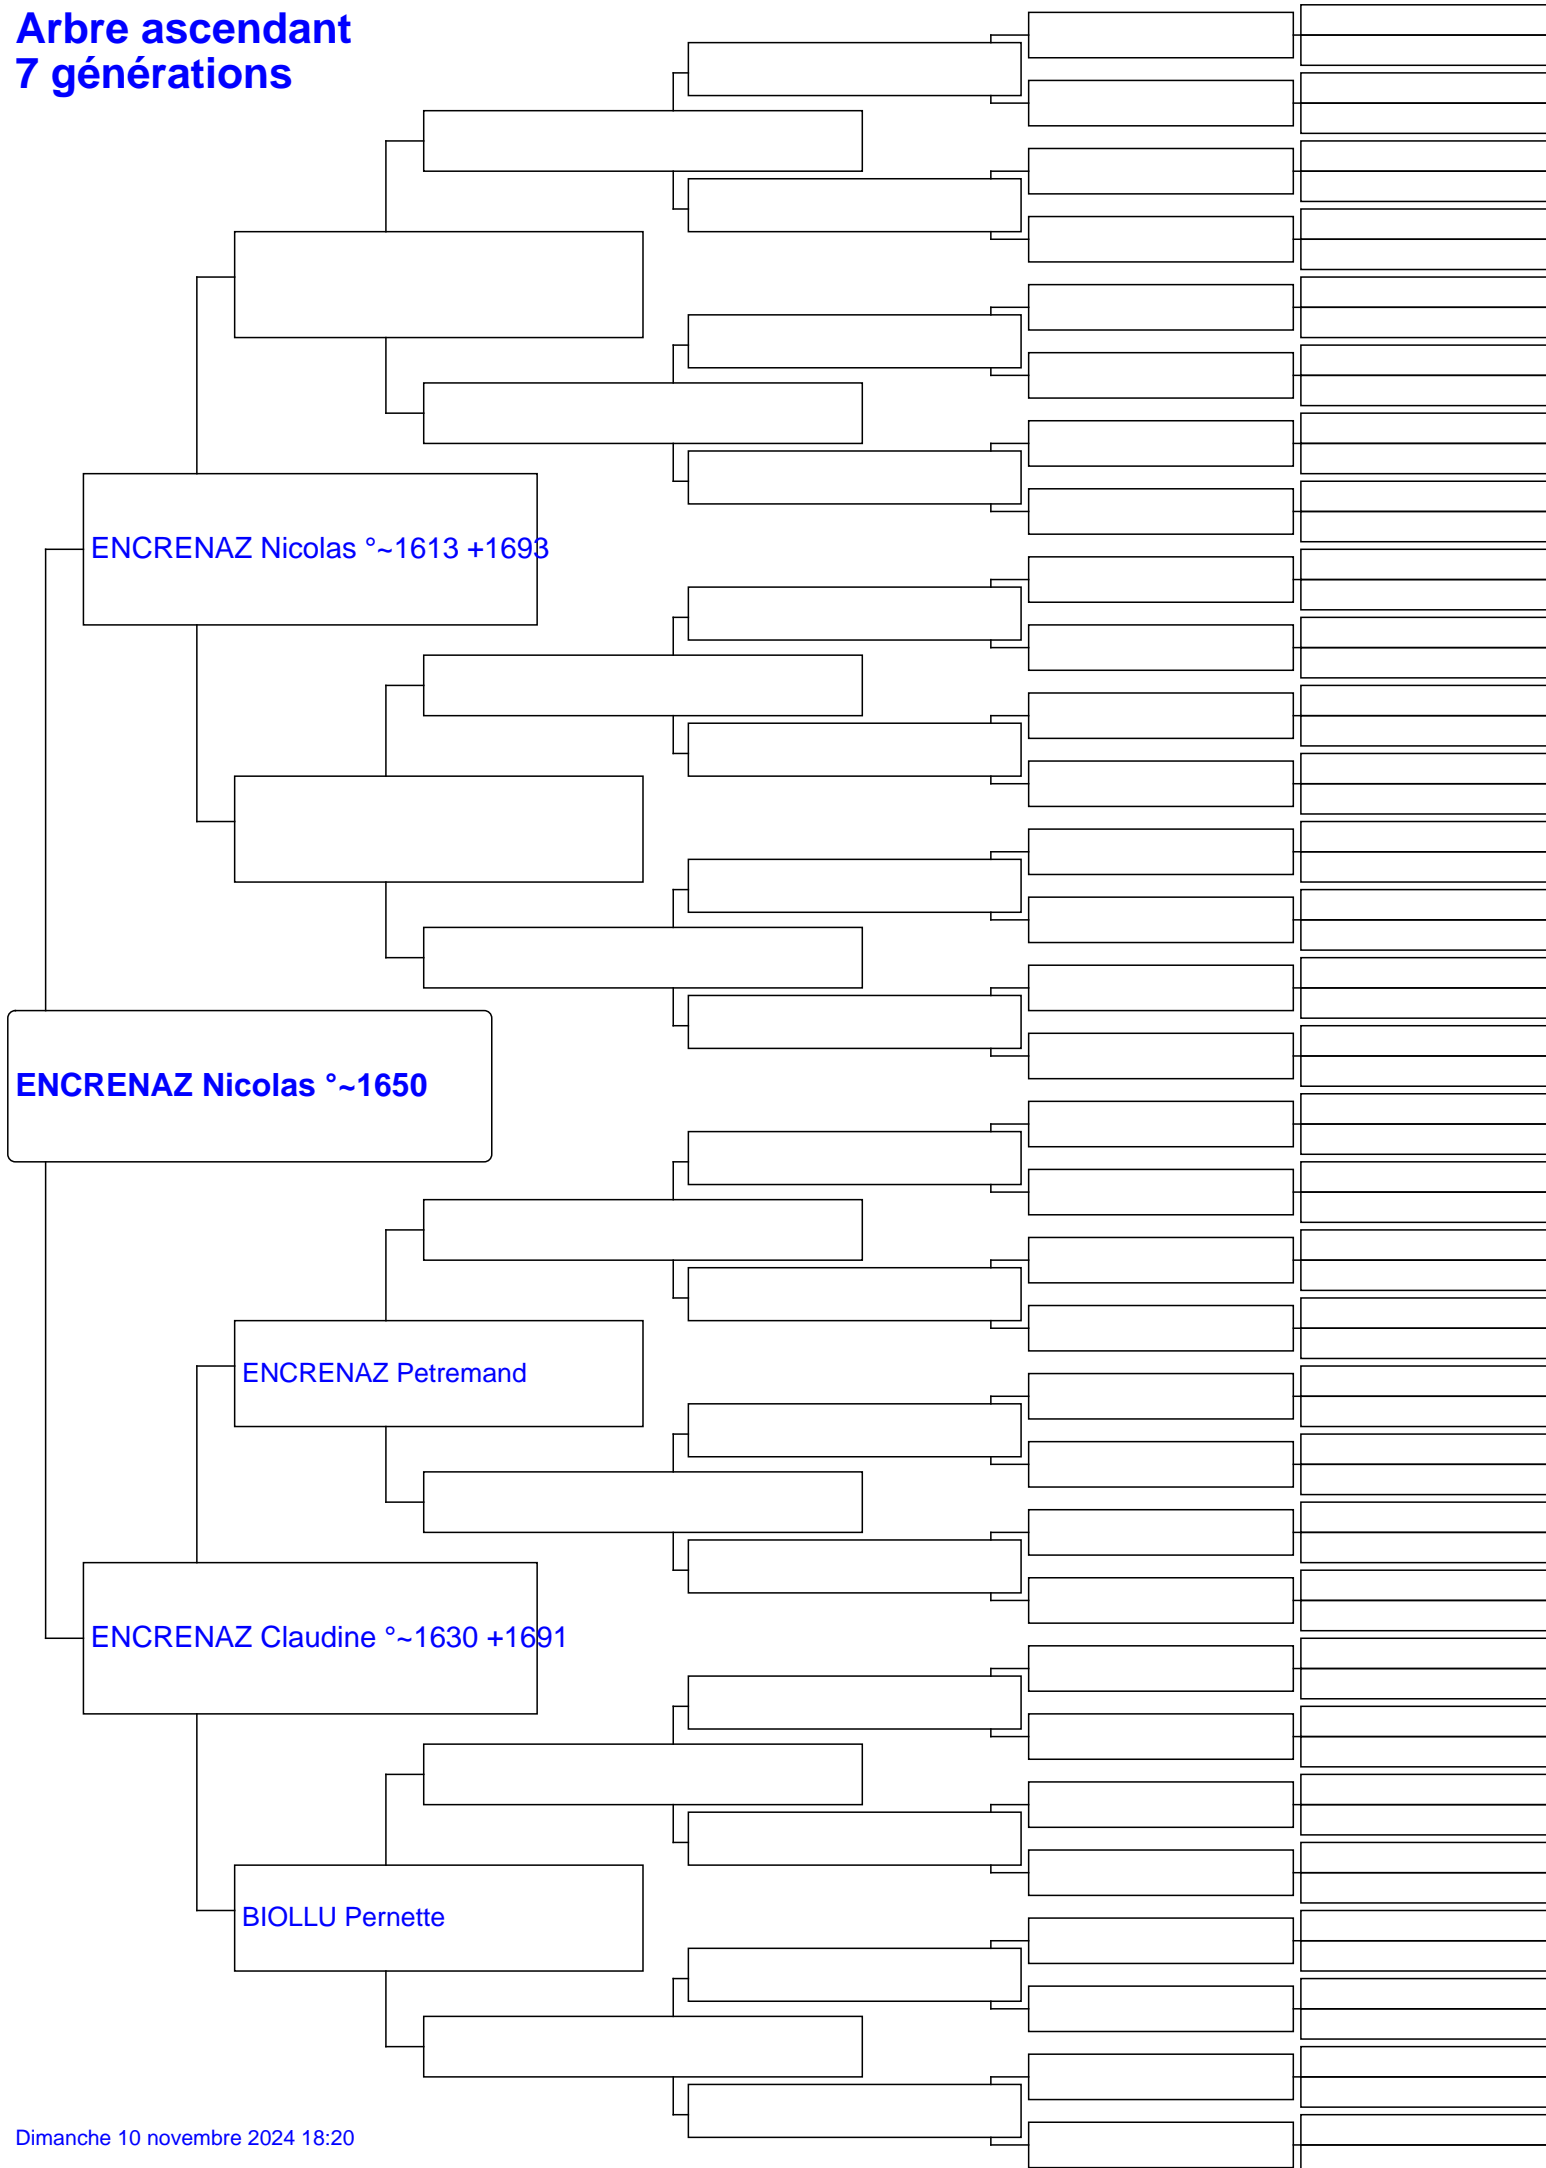 Arbre ascendant
7 générations
ENCRENAZ Nicolas °~1613 +1693
ENCRENAZ Nicolas °~1650
ENCRENAZ Petremand
ENCRENAZ Claudine °~1630 +1691
BIOLLU Pernette
Dimanche 10 novembre 2024 18:20